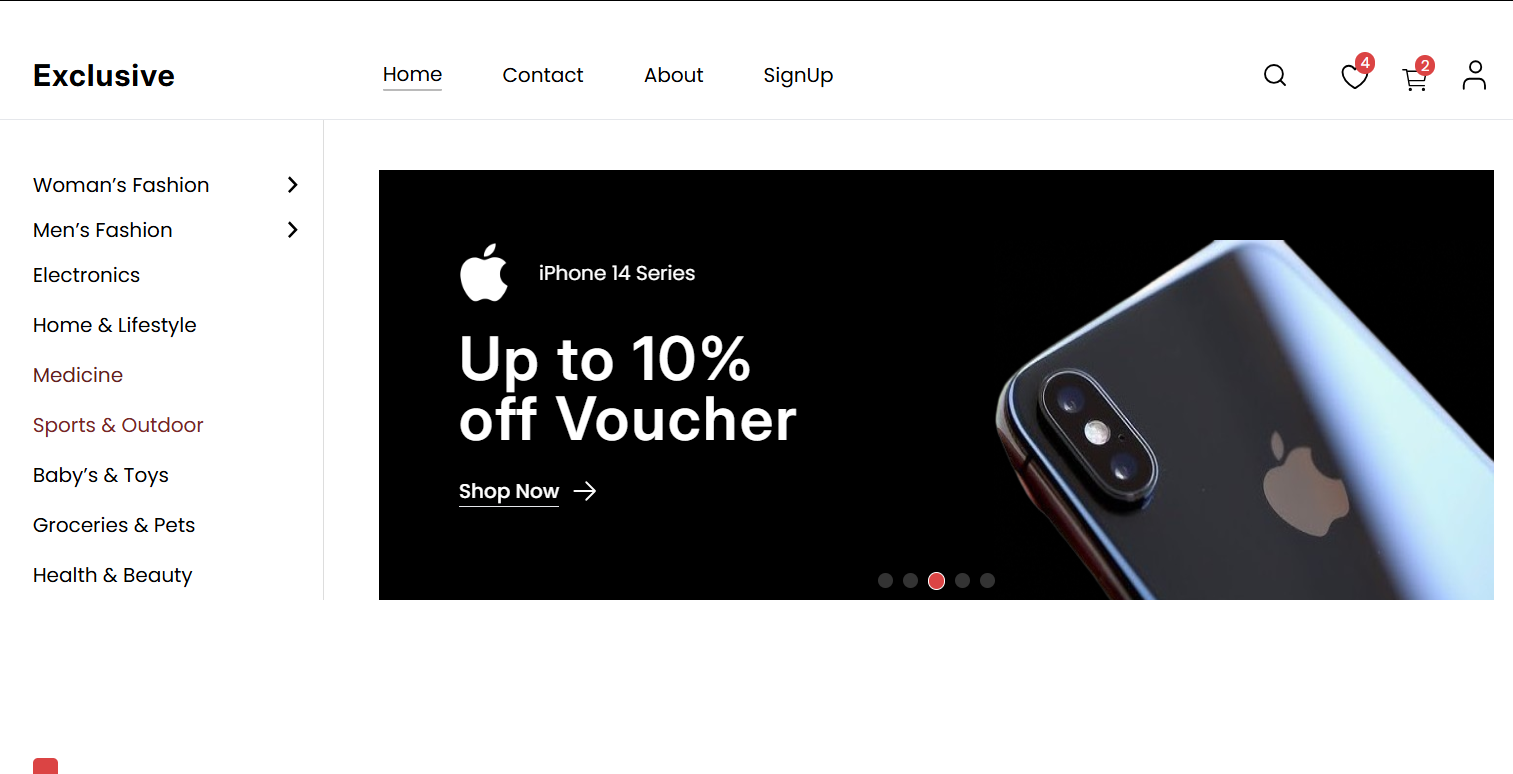 Exclusive
Home
Contact
About
SignUp
4
2
Woman’s Fashion
Men’s Fashion
Electronics
Home & Lifestyle
Medicine
Sports & Outdoor
Baby’s & Toys
Groceries & Pets
Health & Beauty
iPhone 14 Series
Up to 10%
off Voucher
Shop Now